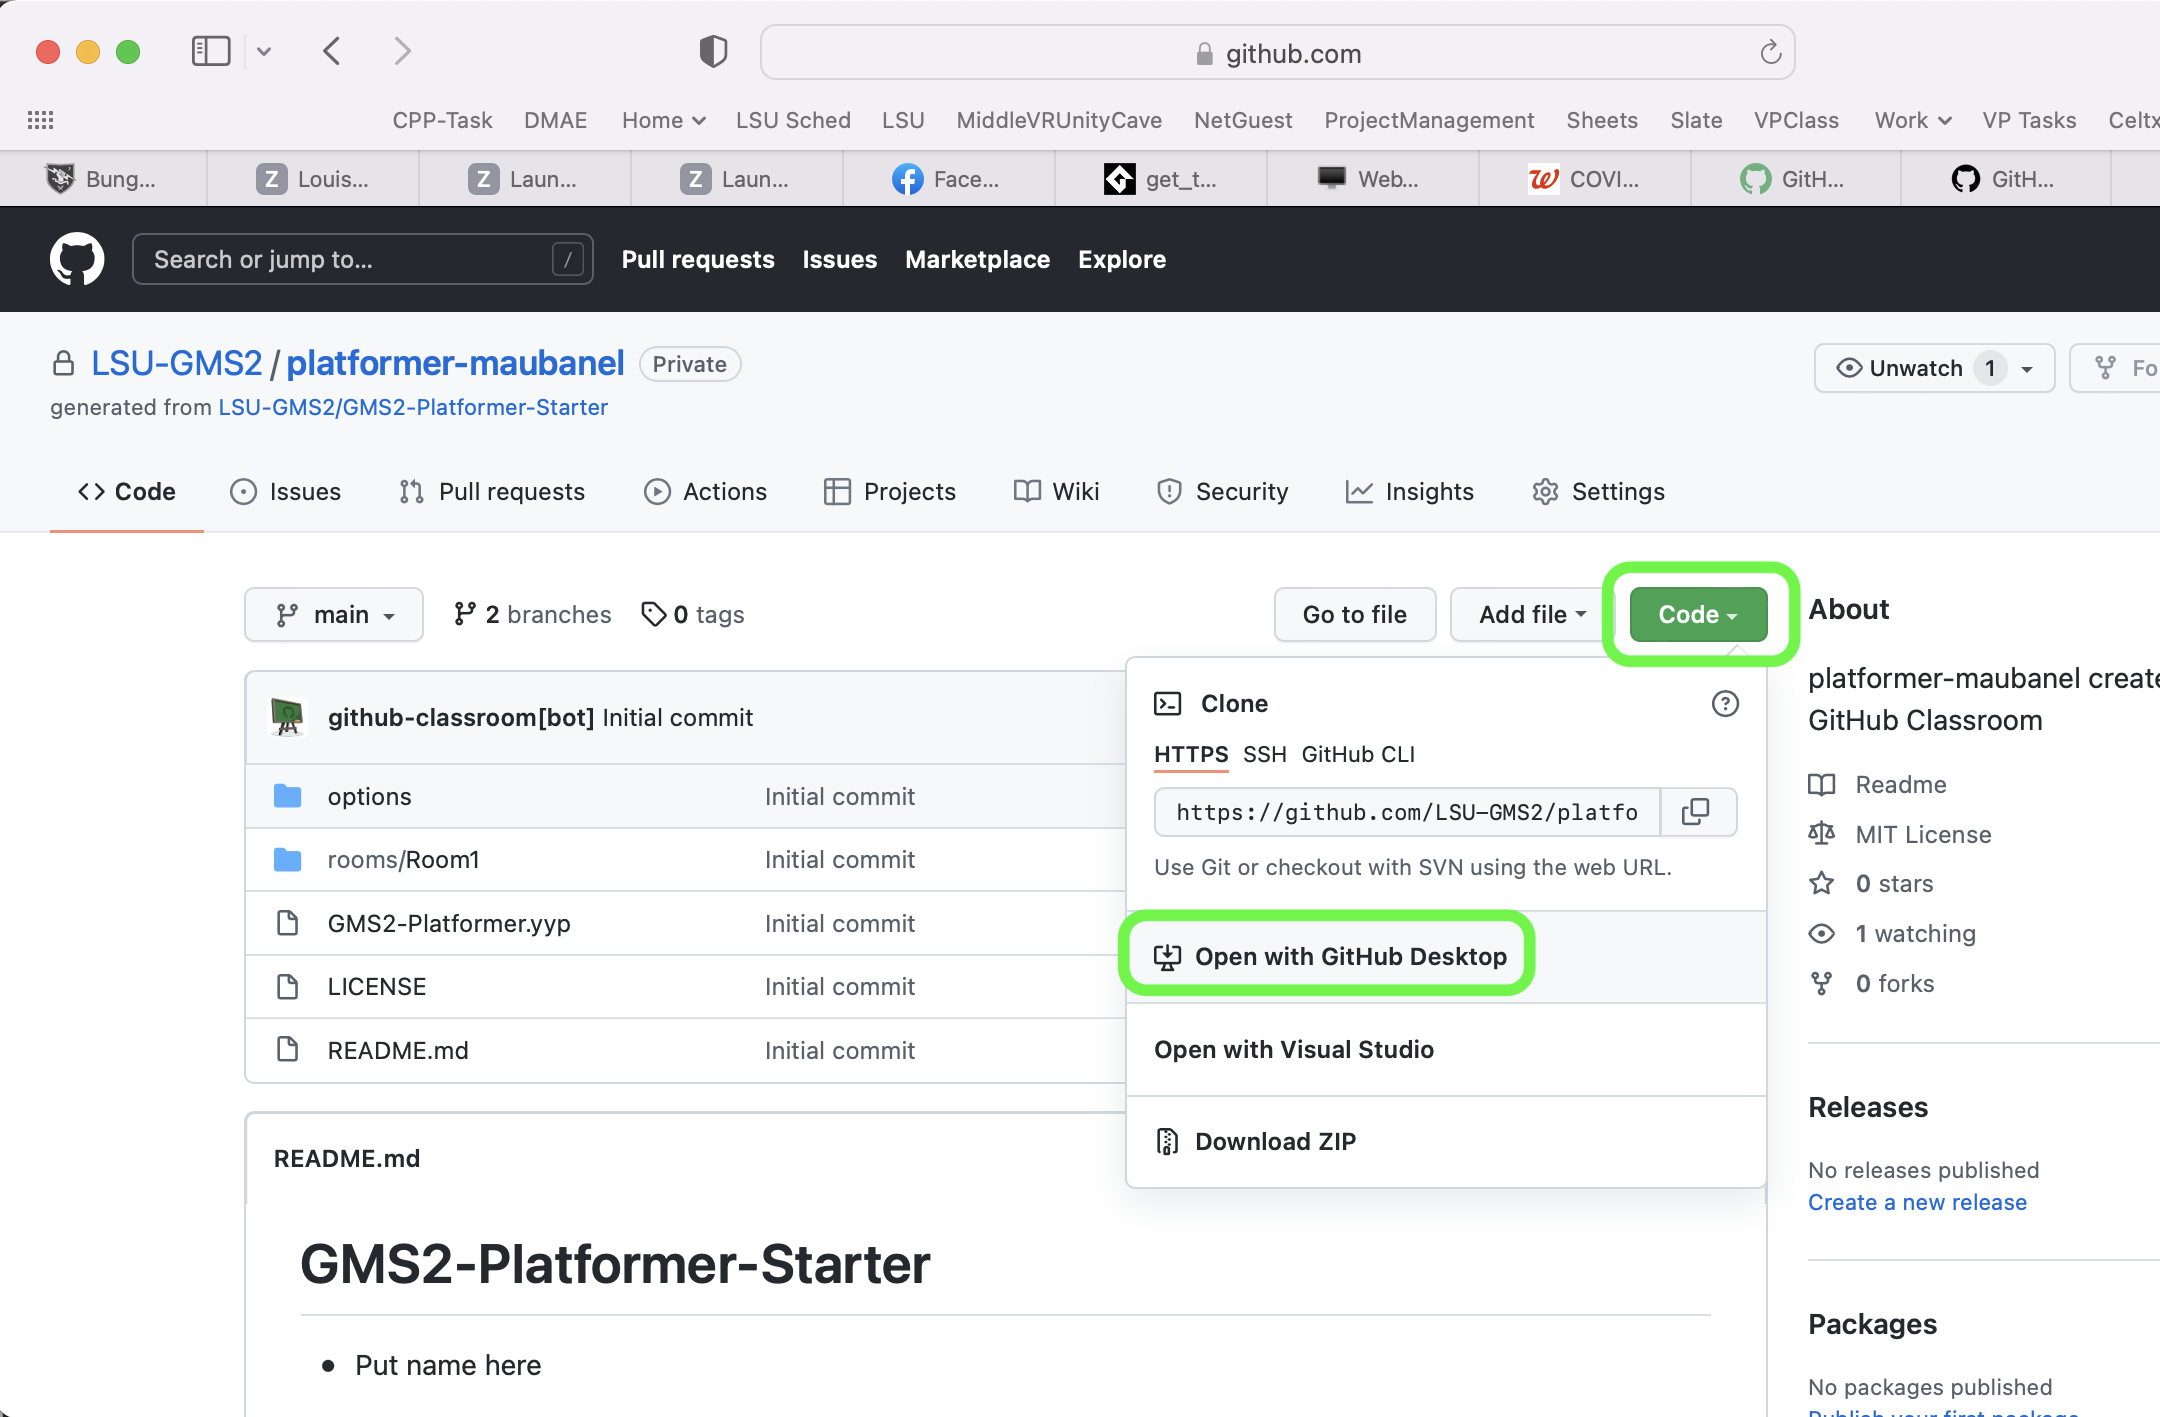 github.com
CPP-Task DMAE Home LSU Sched LSU MiddleVRUnityCave NetGuest ProjectManagement Sheets Slate VPClass Work VP Tasks Celtx
Bung... Z Louis... Z Laun... Z Laun... Face... get_t... Web... COVI... GitH... GitH...
Search or jump to... / Pull requests Issues Marketplace Explore
LSU-GMS2 / platformer-maubanel Private Unwatch 1 Fo
generated from LSU-GMS2/GMS2-Platformer-Starter
Code Issues Pull requests Actions Projects Wiki Security Insights Settings
main 2 branches 0 tags Go to file Add file Code
github-classroom[bot] Initial commit
options Initial commit
rooms/Room1 Initial commit
GMS2-Platformer.yyp Initial commit
LICENSE Initial commit
README.md Initial commit
Clone
HTTPS SSH GitHub CLI
https://github.com/LSU-GMS2/platfo
Use Git or checkout with SVN using the web URL.
Open with GitHub Desktop
Open with Visual Studio
Download ZIP
README.md
GMS2-Platformer-Starter
• Put name here
About
platformer-maubanel create
GitHub Classroom
Readme
MIT License
0 stars
1 watching
0 forks
Releases
No releases published
Create a new release
Packages
No packages published
Publish your first package